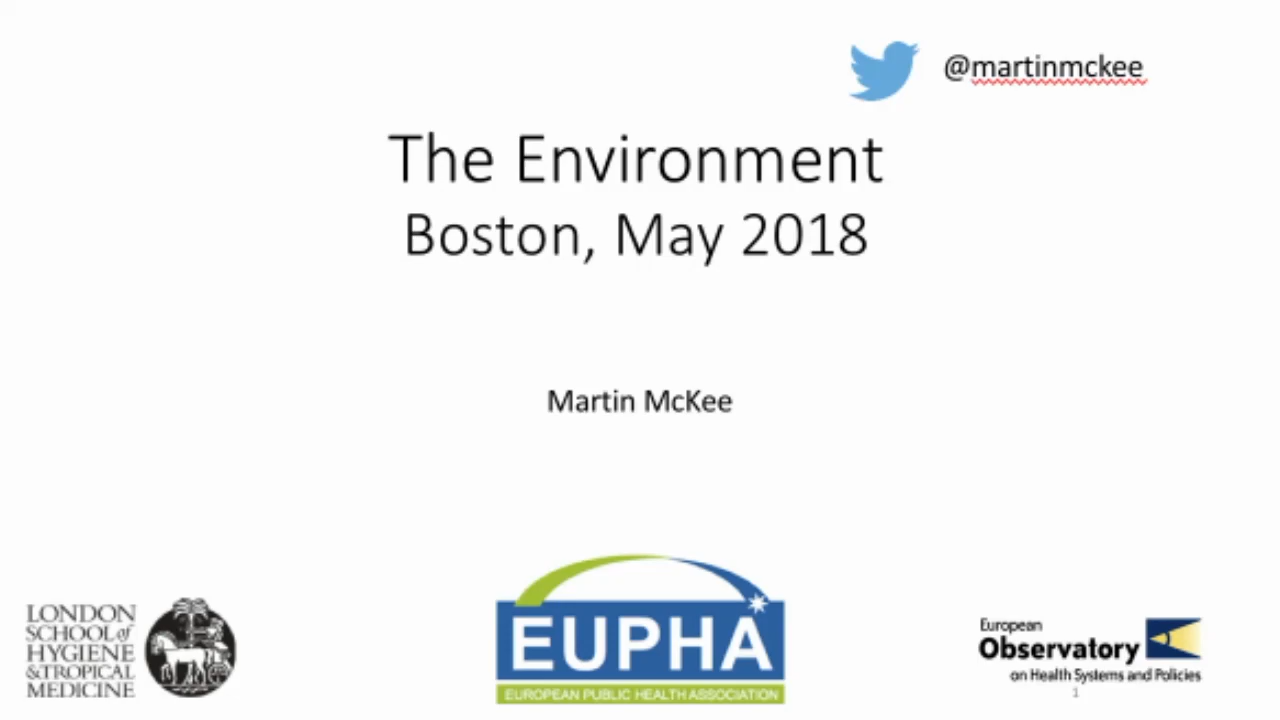 @martinmckee
The Environment
Boston, May 2018
Martin McKee
LONDON
SCHOOL of
HYGIENE
& TROPICAL
MEDICINE
EUPHA
EUROPEAN PUBLIC HEALTH ASSOCIATION
European
Observatory
on Health Systems and Policies
1